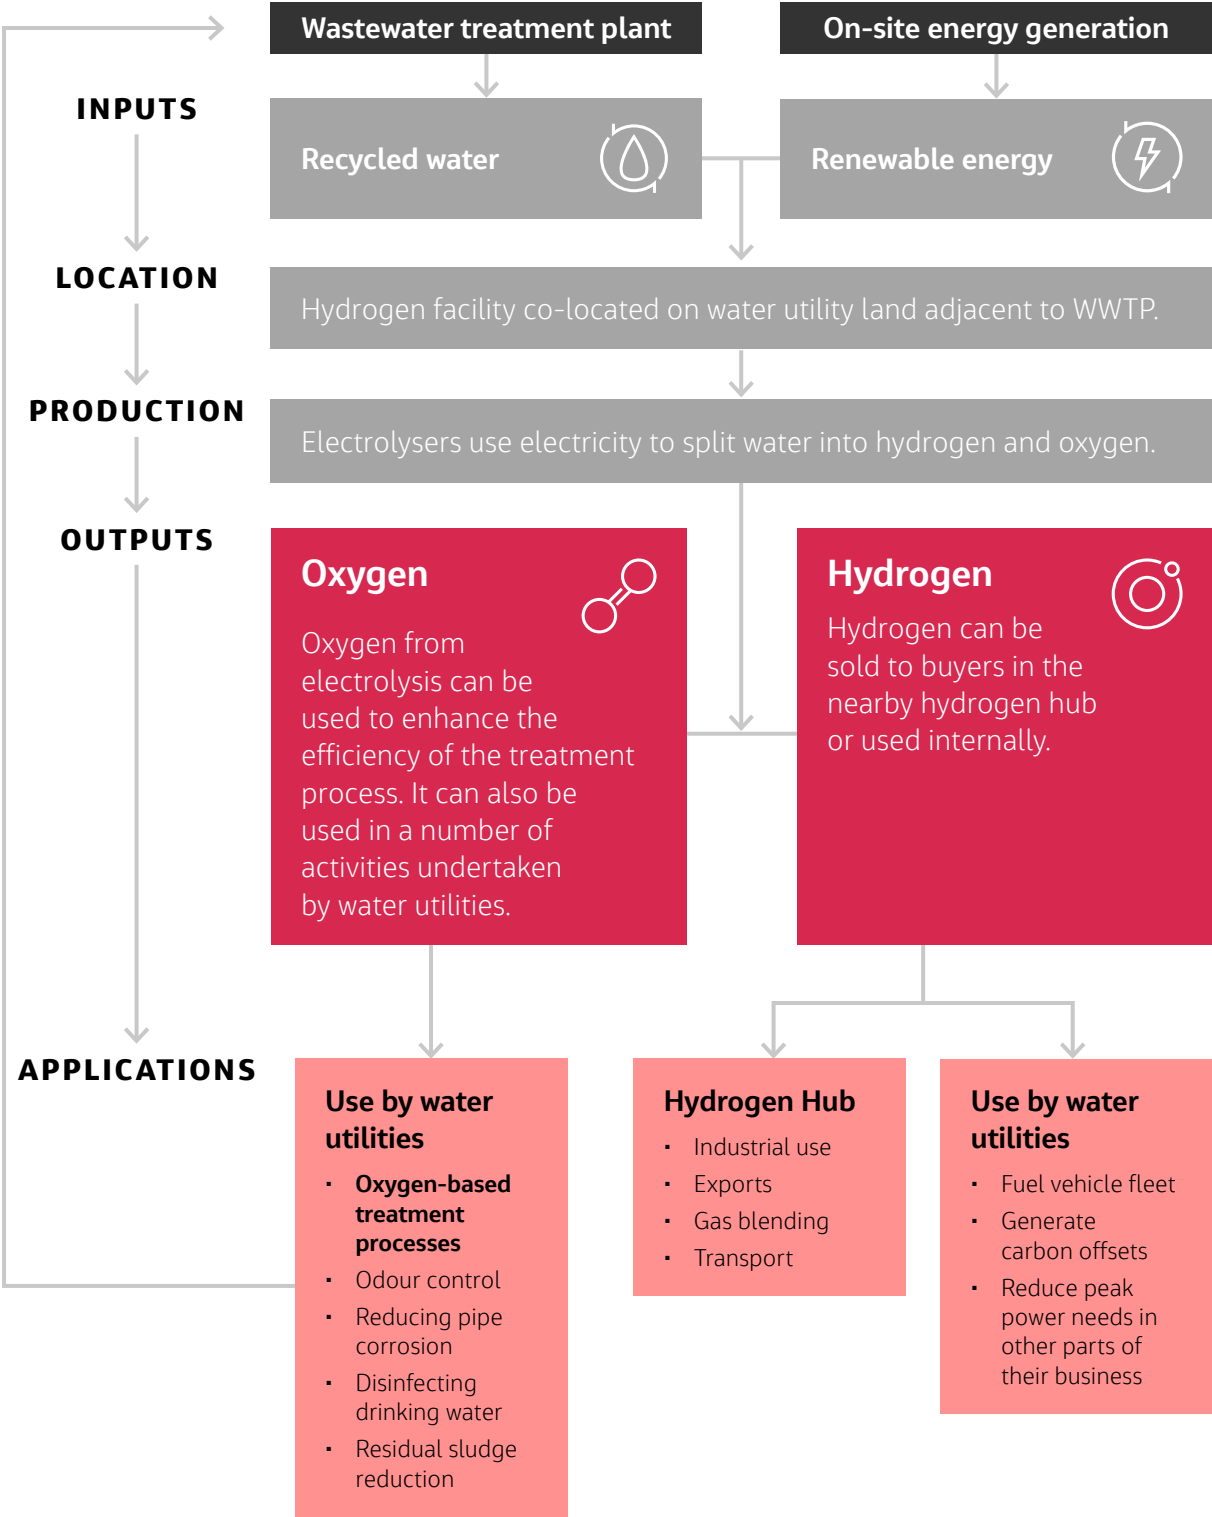 Wastewater treatment plant
On-site energy generation
INPUTS
Recycled water
Renewable energy
LOCATION
Hydrogen facility co-located on water utility land adjacent to WWTP.
PRODUCTION
Electrolysers use electricity to split water into hydrogen and oxygen.
OUTPUTS
Oxygen
Oxygen from
electrolysis can be
used to enhance the
efficiency of the treatment
process. It can also be
used in a number of
activities undertaken
by water utilities.
Hydrogen
Hydrogen can be
sold to buyers in the
nearby hydrogen hub
or used internally.
APPLICATIONS
Use by water
utilities
· Oxygen-based
treatment
processes
· Odour control
· Reducing pipe
corrosion
· Disinfecting
drinking water
· Residual sludge
reduction
Hydrogen Hub
· Industrial use
· Exports
· Gas blending
· Transport
Use by water
utilities
· Fuel vehicle fleet
· Generate
carbon offsets
· Reduce peak
power needs in
other parts of
their business